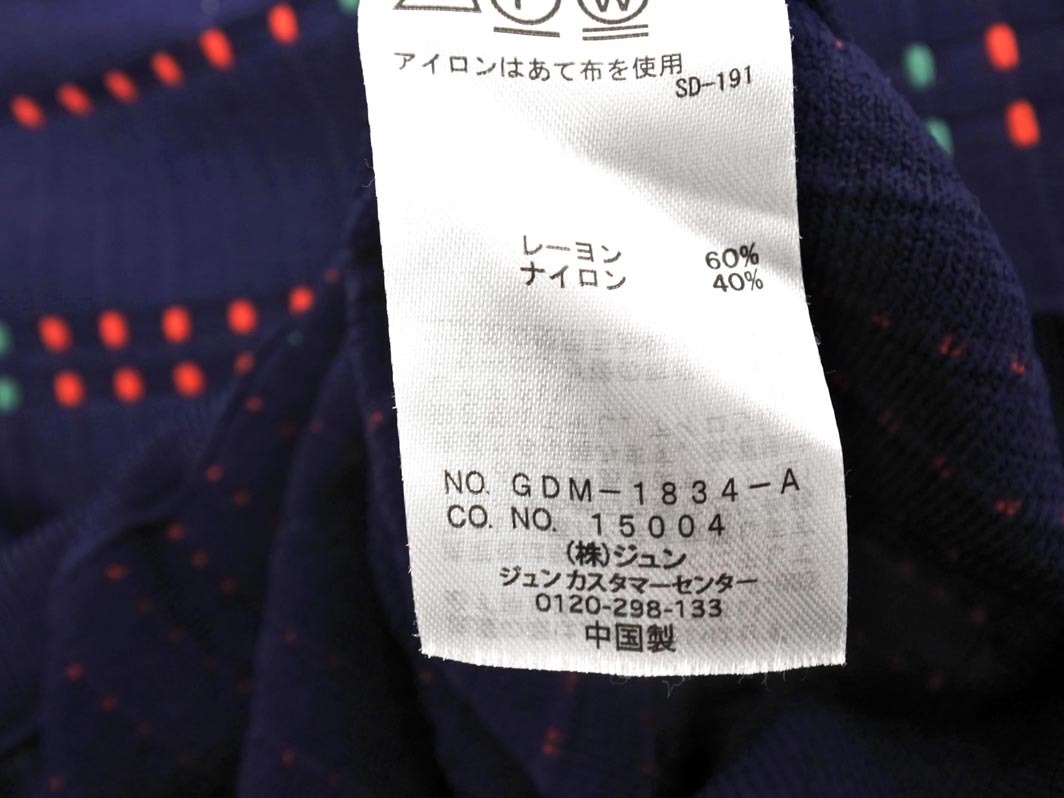 W
アイロンはあて布を使用
SD-191
レーヨン 60%
ナイロン 40%
NO. GDM-1834-A
CO. NO. 15004
(株)ジュン
ジュンカスタマーセンター
0120-298-133
中国製